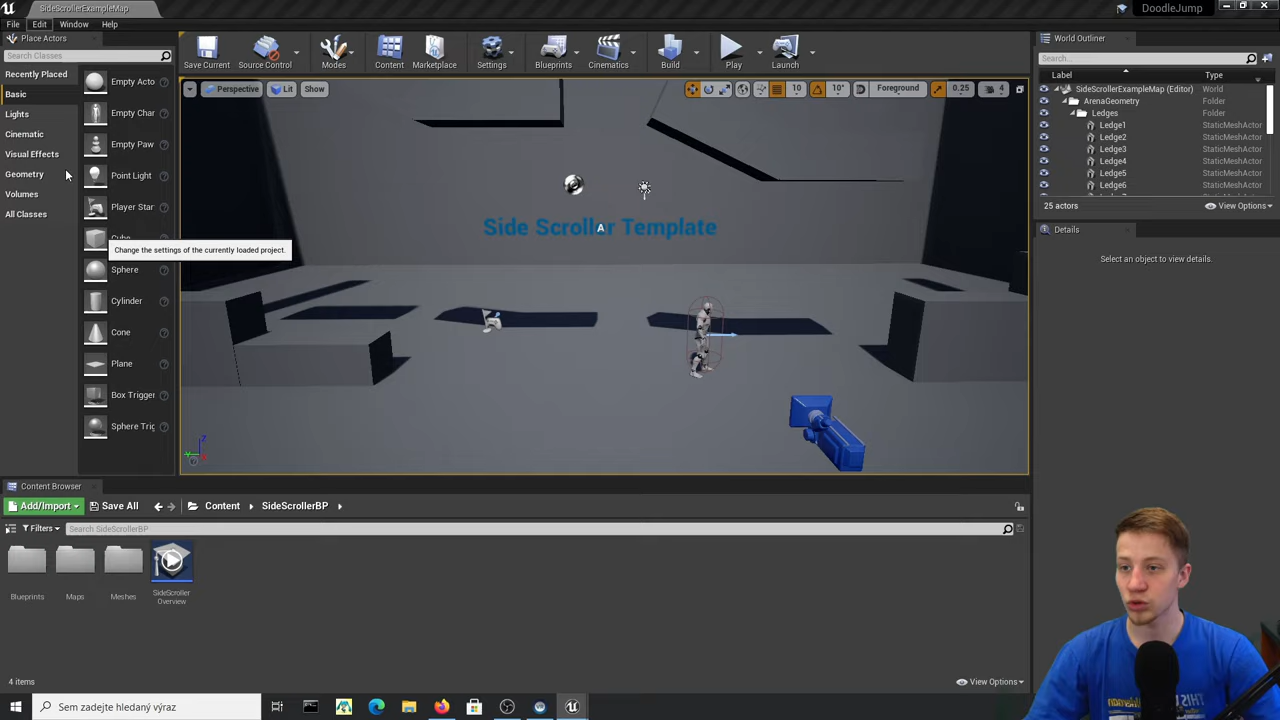 SideScrollerExampleMap
DoodleJump
File Edit Window Help
Place Actors
Search Classes
Recently Placed
Basic
Lights
Cinematic
Visual Effects
Geometry
Volumes
All Classes
Empty Acto
Empty Char
Empty Paw
Point Light
Player Star
Cube
Change the settings of the currently loaded project.
Sphere
Cylinder
Cone
Plane
Box Trigger
Sphere Trig
Save Current
Source Control
Modes
Content
Marketplace
Settings
Blueprints
Cinematics
Build
Play
Launch
Perspective
Lit
Show
10
10°
Foreground
0.25
4
Side Scroller Template
A
World Outliner
Search...
Label
Type
SideScrollerExampleMap (Editor) World
ArenaGeometry Folder
Ledges Folder
Ledge1 StaticMeshActor
Ledge2 StaticMeshActor
Ledge3 StaticMeshActor
Ledge4 StaticMeshActor
Ledge5 StaticMeshActor
Ledge6 StaticMeshActor
25 actors
View Options
Details
Select an object to view details.
Content Browser
Add/Import
Save All
Content
SideScrollerBP
Filters
Search SideScrollerBP
Blueprints
Maps
Meshes
SideScroller
Overview
4 items
View Options
Sem zadejte hledaný výraz